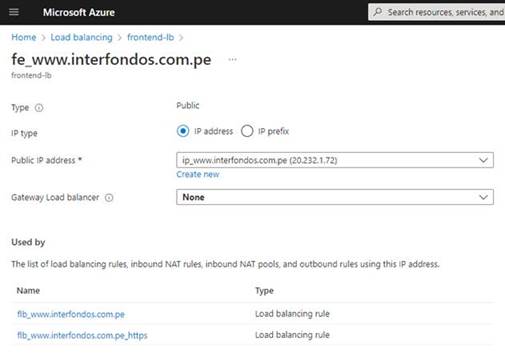 Microsoft Azure
Search resources, services, and
Home > Load balancing > frontend-lb >
fe_www.interfondos.com.pe ...
frontend-lb
Type Public
IP type IP address IP prefix
Public IP address * ip_www.interfondos.com.pe (20.232.1.72)
Create new
Gateway Load balancer None
Used by
The list of load balancing rules, inbound NAT rules, inbound NAT pools, and outbound rules using this IP address.
Name Type
flb_www.interfondos.com.pe Load balancing rule
flb_www.interfondos.com.pe_https Load balancing rule